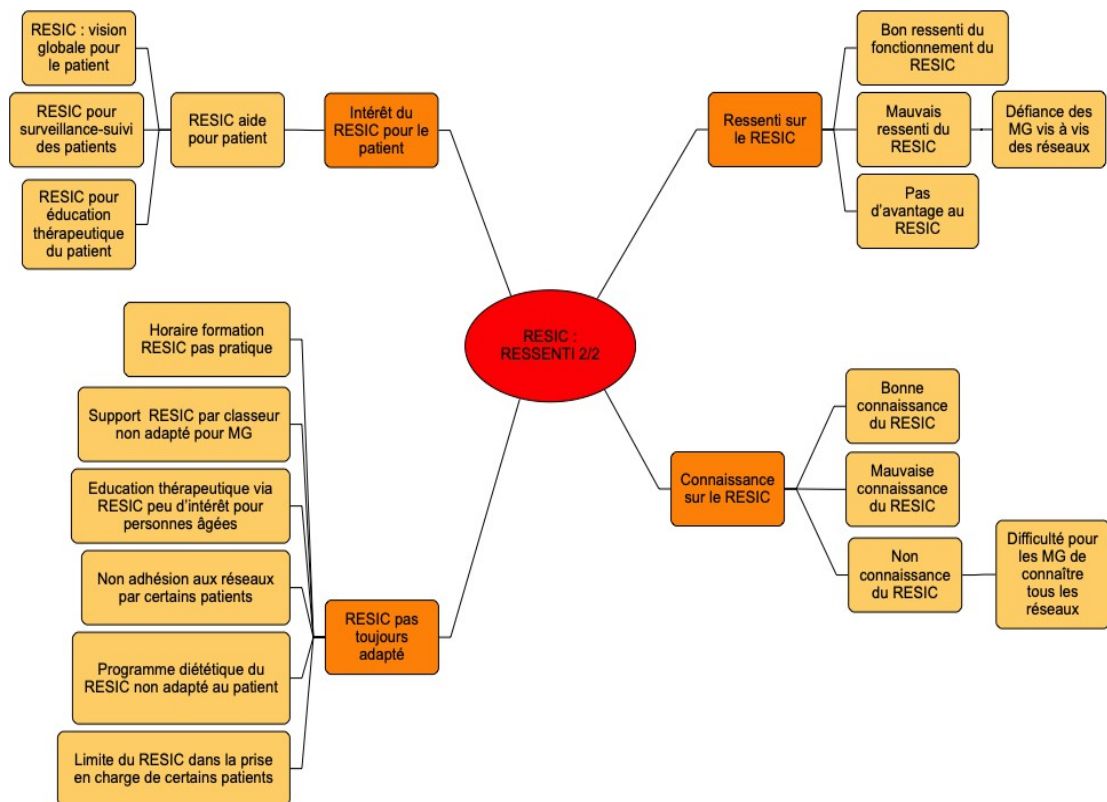 RESIC : vision
globale pour
le patient
RESIC pour
surveillance-suivi
des patients
RESIC pour
éducation
thérapeutique
du patient
RESIC aide
pour patient
Intérêt du
RESIC pour le
patient
Ressenti sur
le RESIC
Bon ressenti du
fonctionnement du
RESIC
Mauvais
ressenti du
RESIC
Défiance des
MG vis à vis
des réseaux
Pas
d'avantage au
RESIC
RESIC :
RESSENTI 2/2
Horaire formation
RESIC pas pratique
Support RESIC par classeur
non adapté pour MG
Education thérapeutique via
RESIC peu d'intérêt pour
personnes âgées
Non adhésion aux réseaux
par certains patients
Programme diététique du
RESIC non adapté au patient
Limite du RESIC dans la prise
en charge de certains patients
RESIC pas
toujours
adapté
Connaissance
sur le RESIC
Bonne
connaissance
du RESIC
Mauvaise
connaissance
du RESIC
Non
connaissance
du RESIC
Difficulté pour
les MG de
connaître
tous les
réseaux